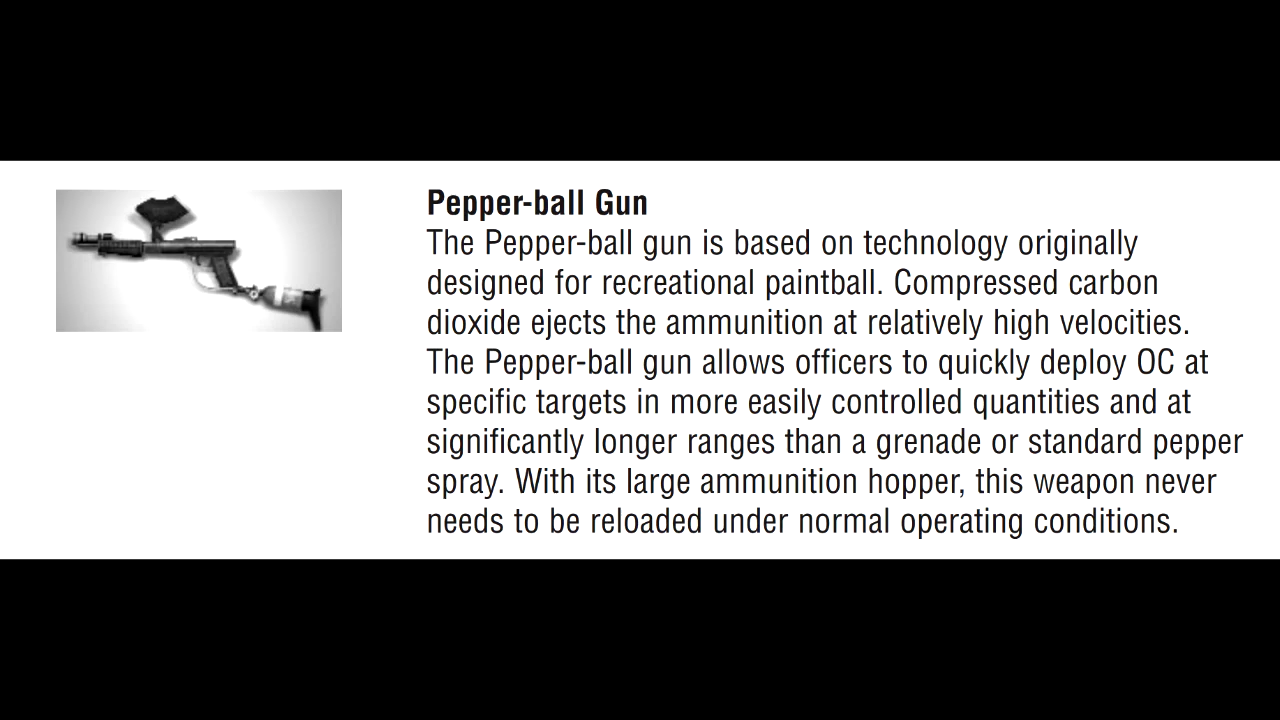 Pepper-ball Gun
The Pepper-ball gun is based on technology originally
designed for recreational paintball. Compressed carbon
dioxide ejects the ammunition at relatively high velocities.
The Pepper-ball gun allows officers to quickly deploy OC at
specific targets in more easily controlled quantities and at
significantly longer ranges than a grenade or standard pepper
spray. With its large ammunition hopper, this weapon never
needs to be reloaded under normal operating conditions.